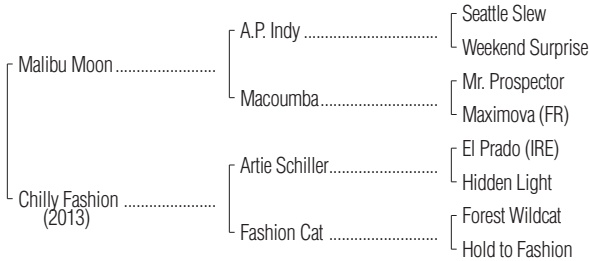 Seattle Slew
A.P. Indy ..............................
Weekend Surprise
Malibu Moon ......................
Mr. Prospector
Macoumba..........................
Maximova (FR)
El Prado (IRE)
Artie Schiller........................
Hidden Light
Chilly Fashion ....................
(2013)
Forest Wildcat
Fashion Cat ........................
Hold to Fashion